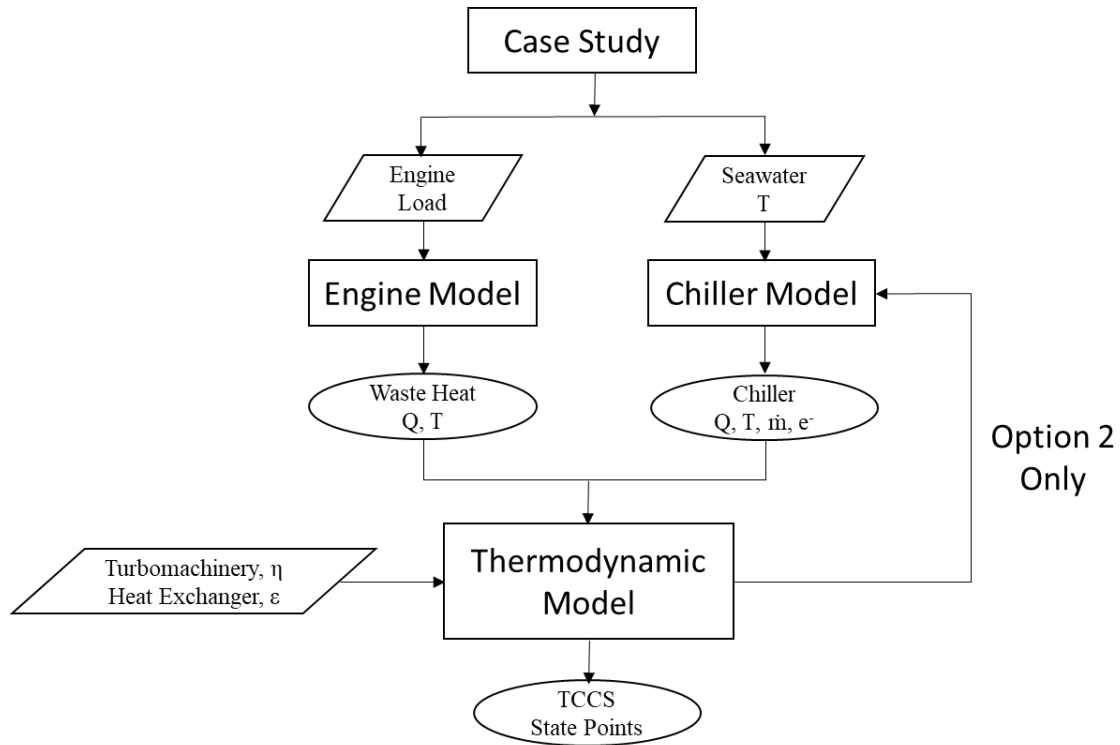 Case Study
Engine
Load
Seawater
T
Engine Model
Chiller Model
Waste Heat
Q, T
Chiller
Q, T, ṁ, e⁻
Option 2
Only
Turbomachinery, η
Heat Exchanger, ε
Thermodynamic
Model
TCCS
State Points